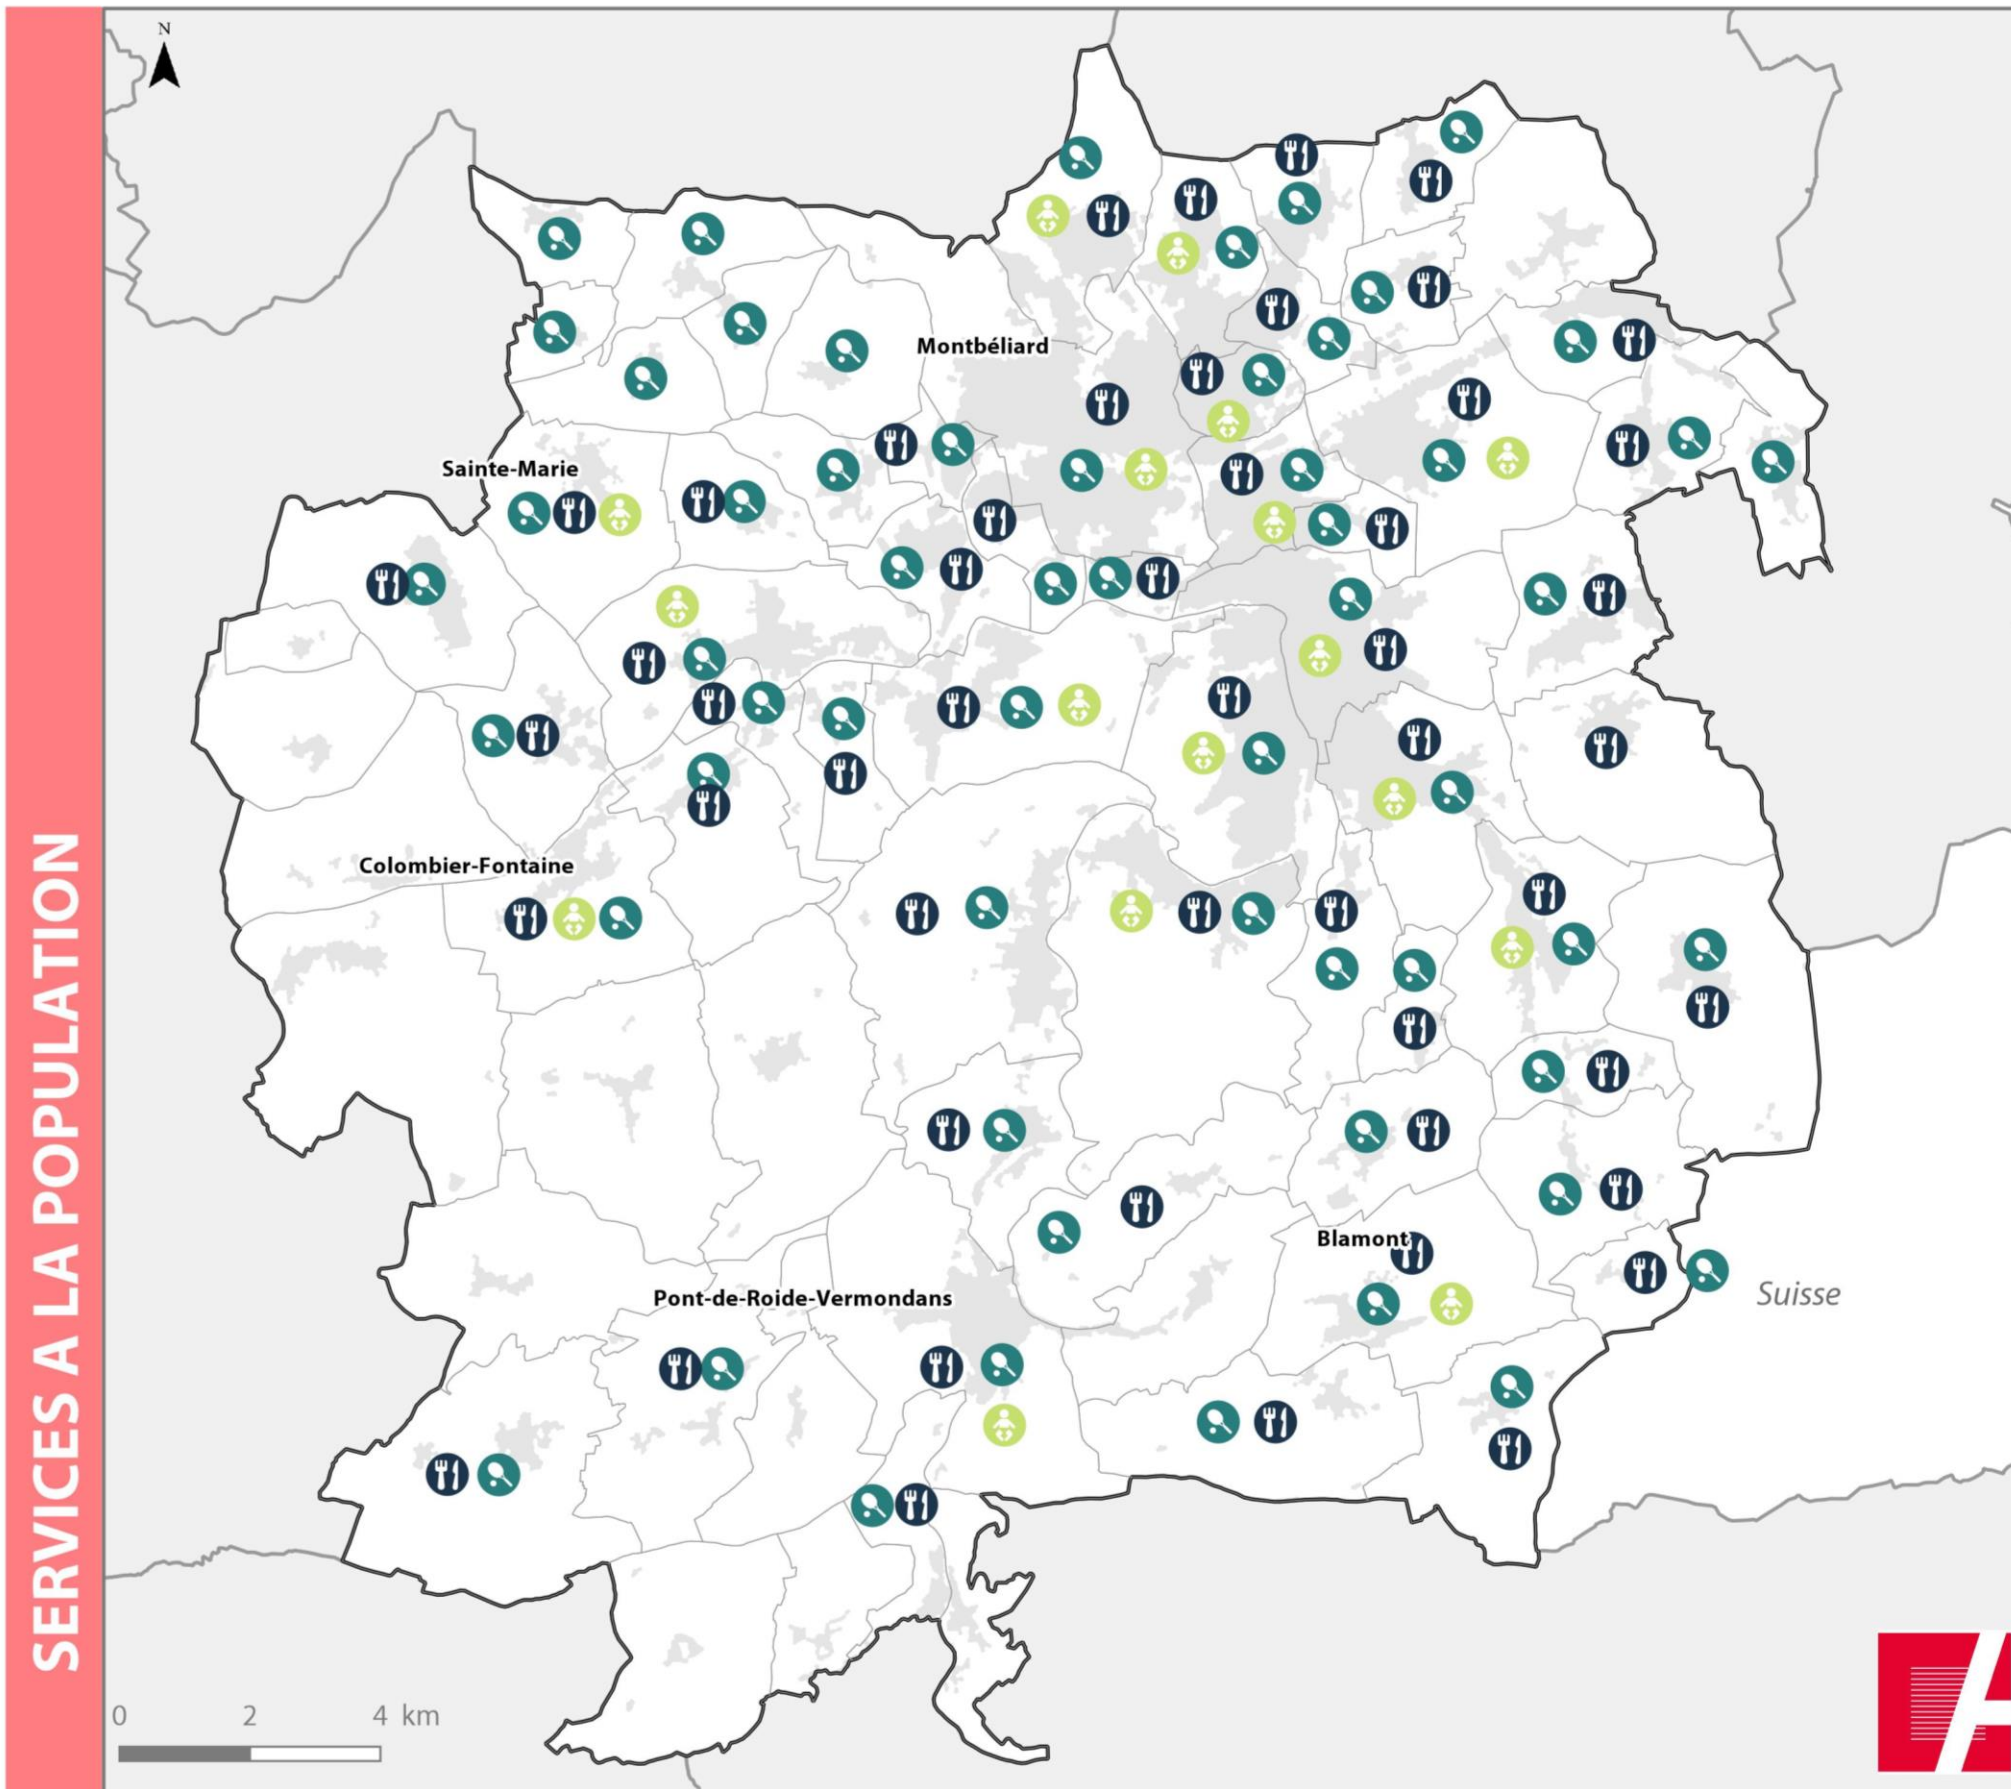 SERVICES A LA POPULATION
N
Montbéliard
Sainte-Marie
Colombier-Fontaine
Blamont
Suisse
Pont-de-Roide-Vermondans
0 2 4 km